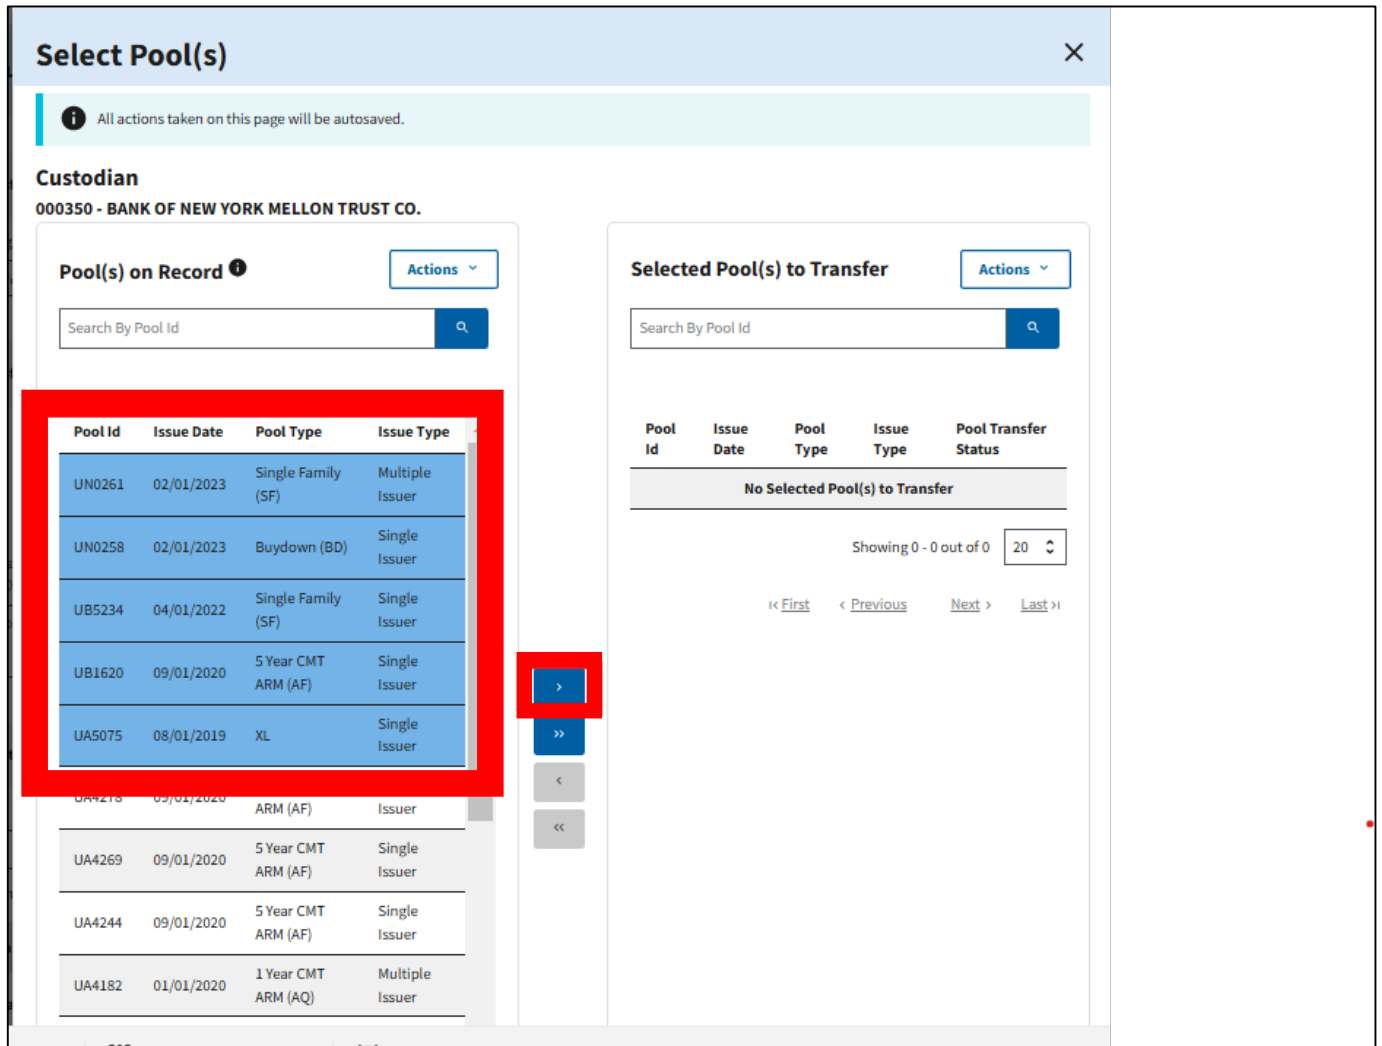 Select Pool(s)
All actions taken on this page will be autosaved.
Custodian
000350 - BANK OF NEW YORK MELLON TRUST CO.
Pool(s) on Record
Actions
Search By Pool Id
Pool Id Issue Date Pool Type Issue Type
UN0261 02/01/2023 Single Family (SF) Multiple Issuer
UN0258 02/01/2023 Buydown (BD) Single Issuer
UB5234 04/01/2022 Single Family (SF) Single Issuer
UB1620 09/01/2020 5 Year CMT ARM (AF) Single Issuer
UA5075 08/01/2019 XL Single Issuer
UA4278 09/01/2020 ARM (AF) Issuer
UA4269 09/01/2020 5 Year CMT ARM (AF) Single Issuer
UA4244 09/01/2020 5 Year CMT ARM (AF) Single Issuer
UA4182 01/01/2020 1 Year CMT ARM (AQ) Multiple Issuer
Selected Pool(s) to Transfer
Actions
Search By Pool Id
Pool Id Issue Date Pool Type Issue Type Pool Transfer Status
No Selected Pool(s) to Transfer
Showing 0 - 0 out of 0 20
First Previous Next Last